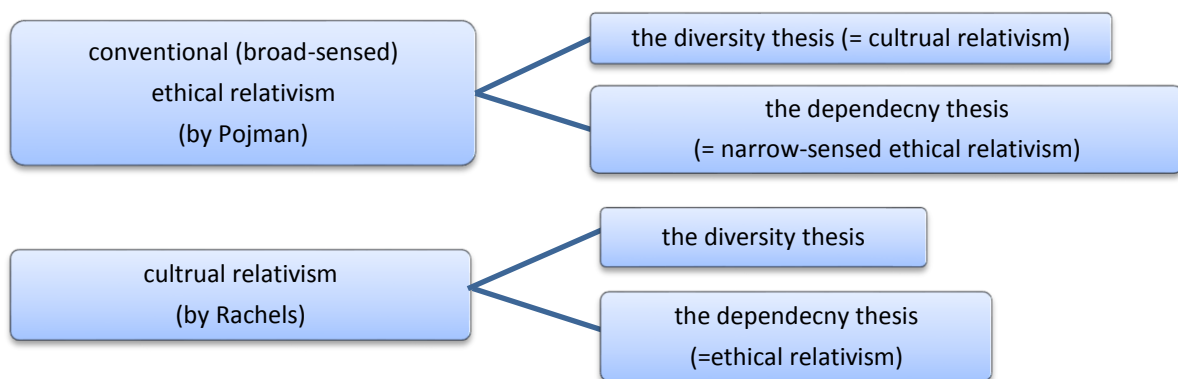 conventional (broad-sensed)
ethical relativism
(by Pojman)
the diversity thesis (= cultrual relativism)
the dependecny thesis
(= narrow-sensed ethical relativism)
cultrual relativism
(by Rachels)
the diversity thesis
the dependecny thesis
(=ethical relativism)